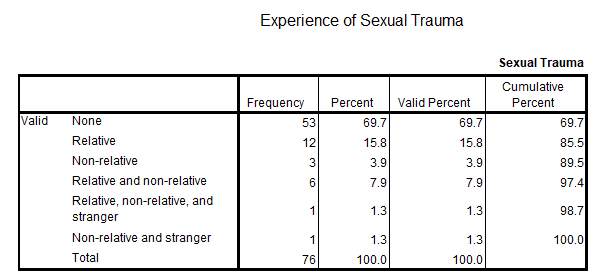 Experience of Sexual Trauma
Sexual Trauma
Frequency Percent Valid Percent Cumulative Percent
Valid None 53 69.7 69.7 69.7
Relative 12 15.8 15.8 85.5
Non-relative 3 3.9 3.9 89.5
Relative and non-relative 6 7.9 7.9 97.4
Relative, non-relative, and stranger 1 1.3 1.3 98.7
Non-relative and stranger 1 1.3 1.3 100.0
Total 76 100.0 100.0